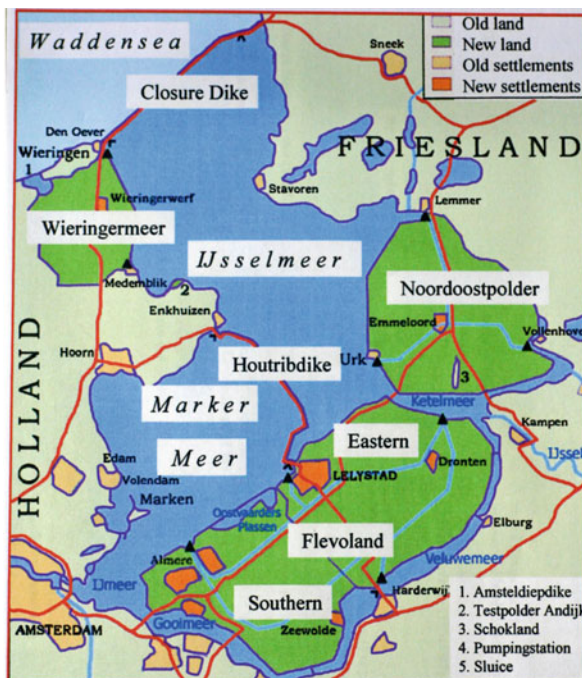 Waddensea
Old land
New land
Old settlements
New settlements
Sneek
Closure Dike
Den Oever
Wieringen
1
FRIESLAND
Stavoren
Lemmer
Wieringerwerf
Wieringermeer
IJsselmeer
Noordoostpolder
Medemblik
2
Enkhuizen
Emmeloord
Vollenhove
Hoorn
Houtribdike
Urk
3
HOLLAND
Marker
Ketelmeer
Kampen
Meer
Eastern
IJssel
Edam
Volendam
LELYSTAD
Dronten
Marken
Oostvaarders
Plassen
Elburg
Flevoland
Almere
Veluwemeer
IJmeer
Harderwijk
Southern
AMSTERDAM
Gooimeer
Zeewolde
1. Amsteldiepdike
2. Testpolder Andijk
3. Schokland
4. Pumpingstation
5. Sluice